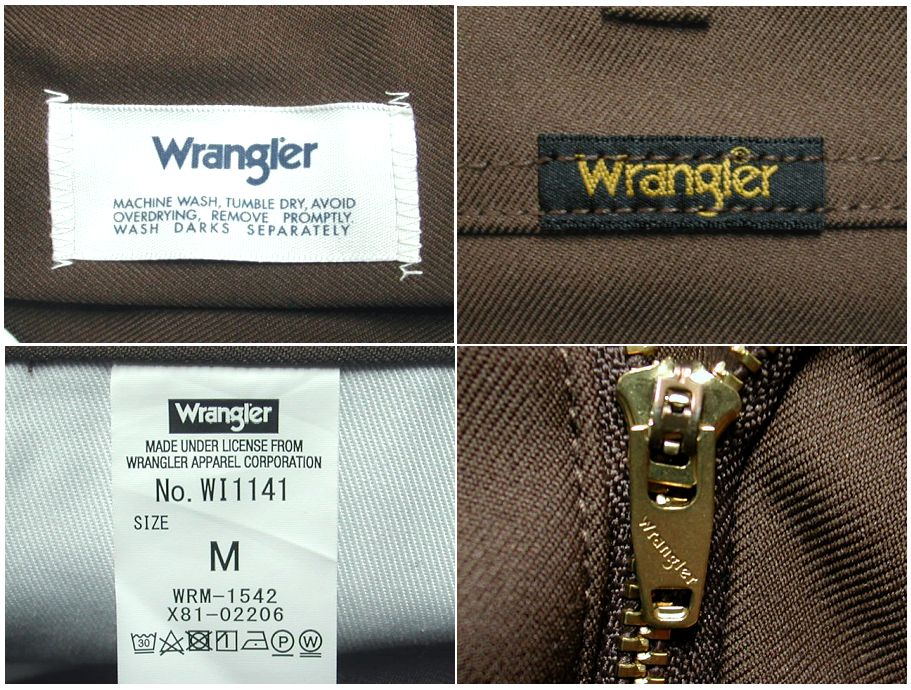 Wrangler
MACHINE WASH, TUMBLE DRY, AVOID
OVERDRYING, REMOVE PROMPTLY.
WASH DARKS SEPARATELY
Wrangler®
Wrangler
MADE UNDER LICENSE FROM
WRANGLER APPAREL CORPORATION
No. WI1141
SIZE
M
WRM-1542
X81-02206
30 P W
Wrangler